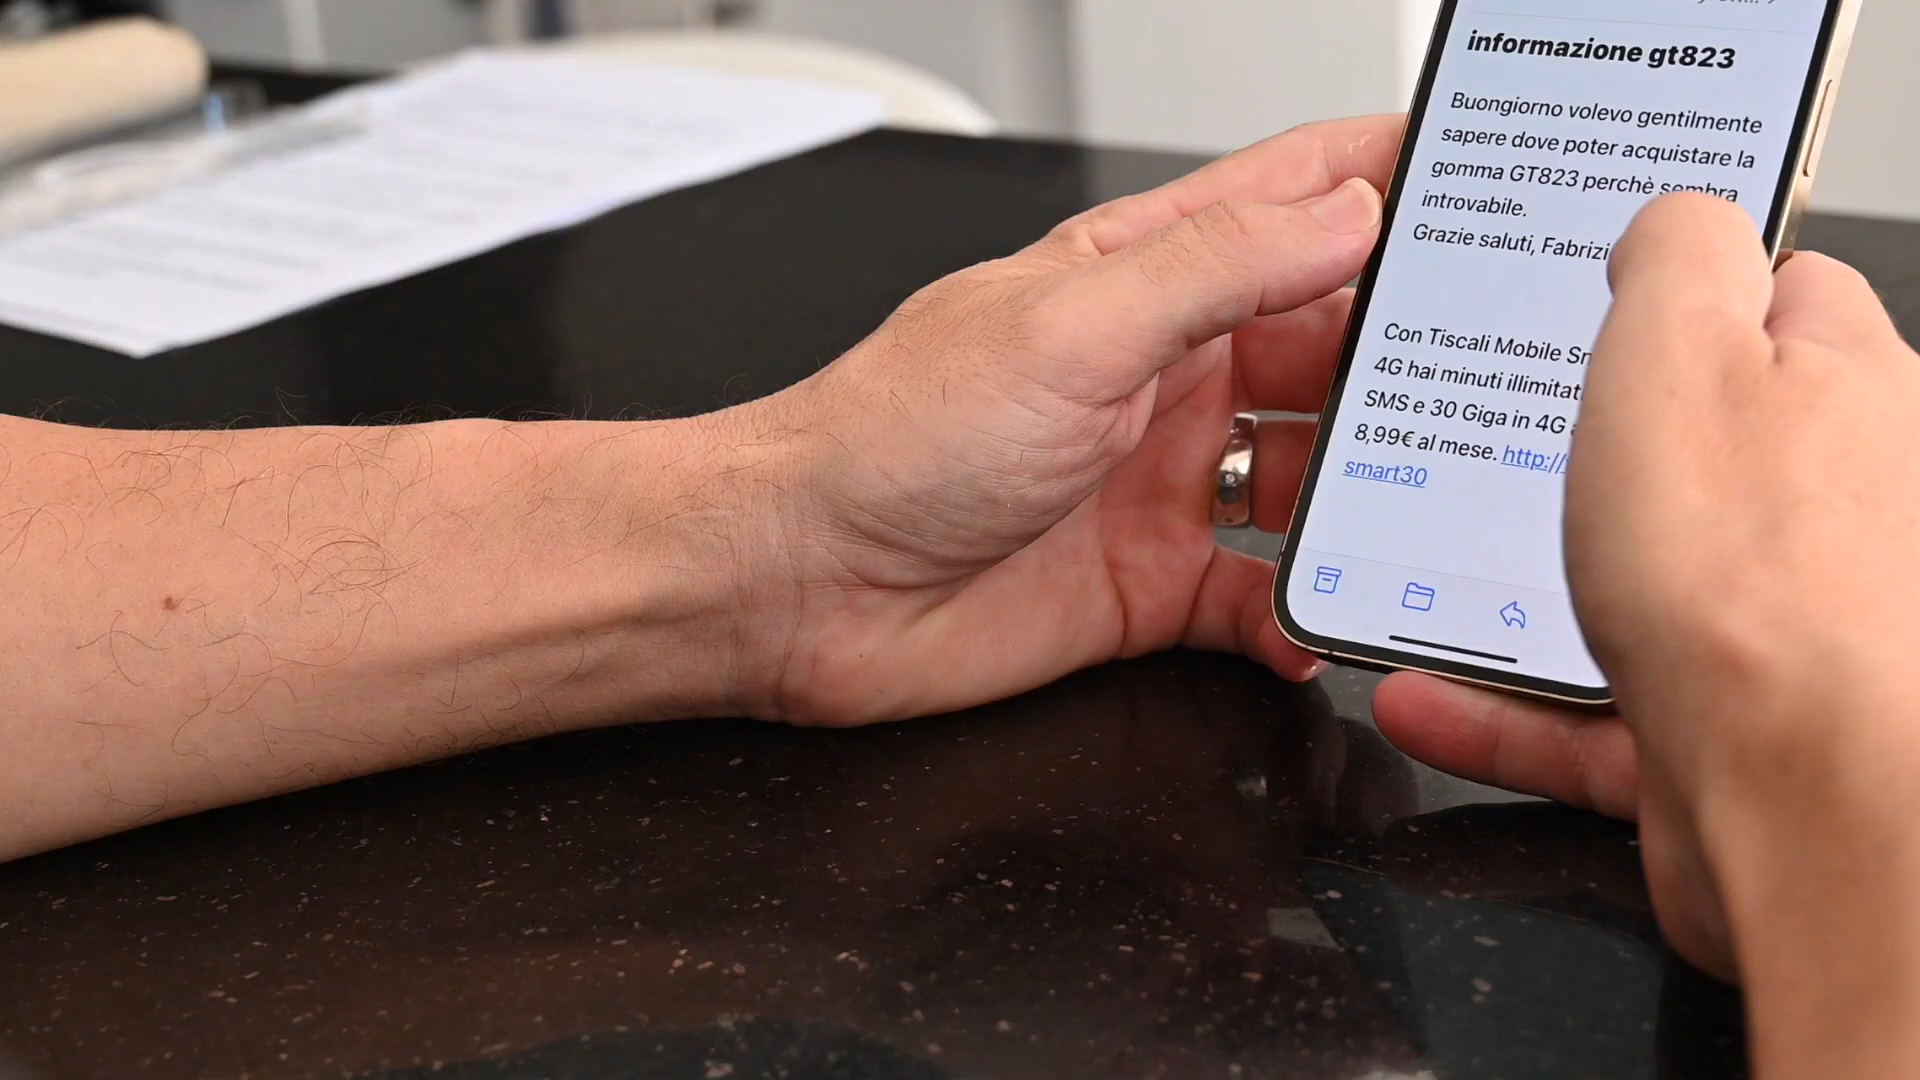 informazione gt823
Buongiorno volevo gentilmente
sapere dove poter acquistare la
gomma GT823 perchè sembra
introvabile.
Grazie saluti, Fabrizi
Con Tiscali Mobile
4G hai minuti illimitat
SMS e 30 Giga in 4G
8,99€ al mese. http://
smart30